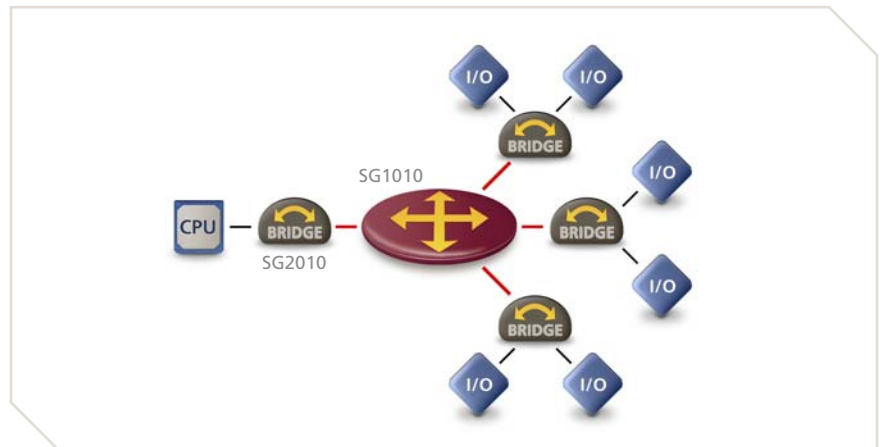 I/O
I/O
BRIDGE
I/O
SG1010
CPU
BRIDGE
BRIDGE
SG2010
I/O
BRIDGE
I/O
I/O